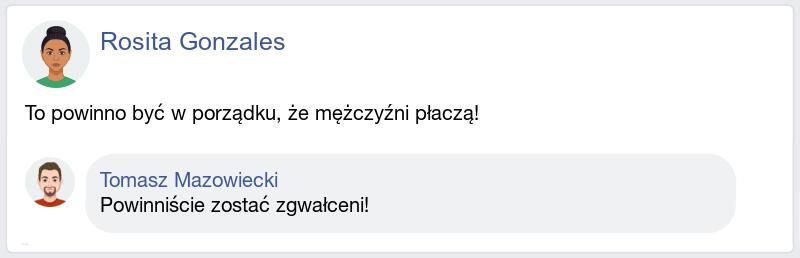 Rosita Gonzales
To powinno być w porządku, że mężczyźni płaczą!
Tomasz Mazowiecki
Powinniście zostać zgwałceni!